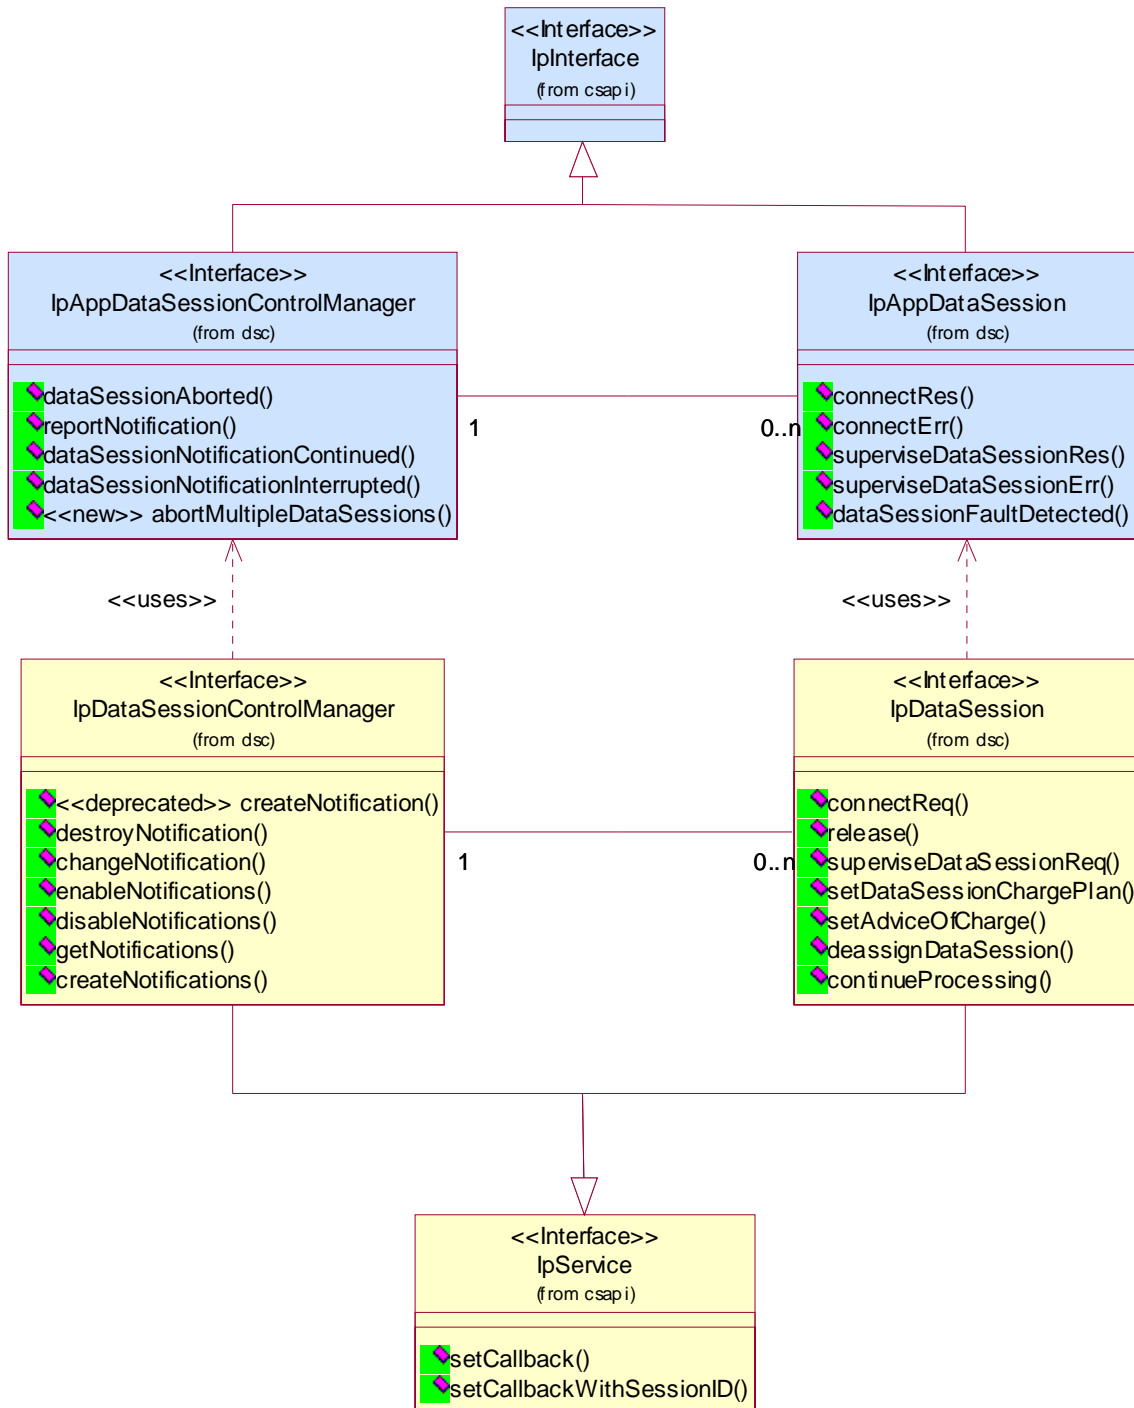 <<Interface>>
IpInterface
(from csapi)
<<Interface>>
IpAppDataSessionControlManager
(from dsc)
dataSessionAborted()
reportNotification()
dataSessionNotificationContinued()
dataSessionNotificationInterrupted()
<<new>> abortMultipleDataSessions()
<<Interface>>
IpAppDataSession
(from dsc)
connectRes()
connectErr()
superviseDataSessionRes()
superviseDataSessionErr()
dataSessionFaultDetected()
1
0..n
<<uses>>
<<uses>>
<<Interface>>
IpDataSessionControlManager
(from dsc)
<<deprecated>> createNotification()
destroyNotification()
changeNotification()
enableNotifications()
disableNotifications()
getNotifications()
createNotifications()
<<Interface>>
IpDataSession
(from dsc)
connectReq()
release()
superviseDataSessionReq()
setDataSessionChargePlan()
setAdviceOfCharge()
deassignDataSession()
continueProcessing()
1
0..n
<<Interface>>
IpService
(from csapi)
setCallback()
setCallbackWithSessionID()